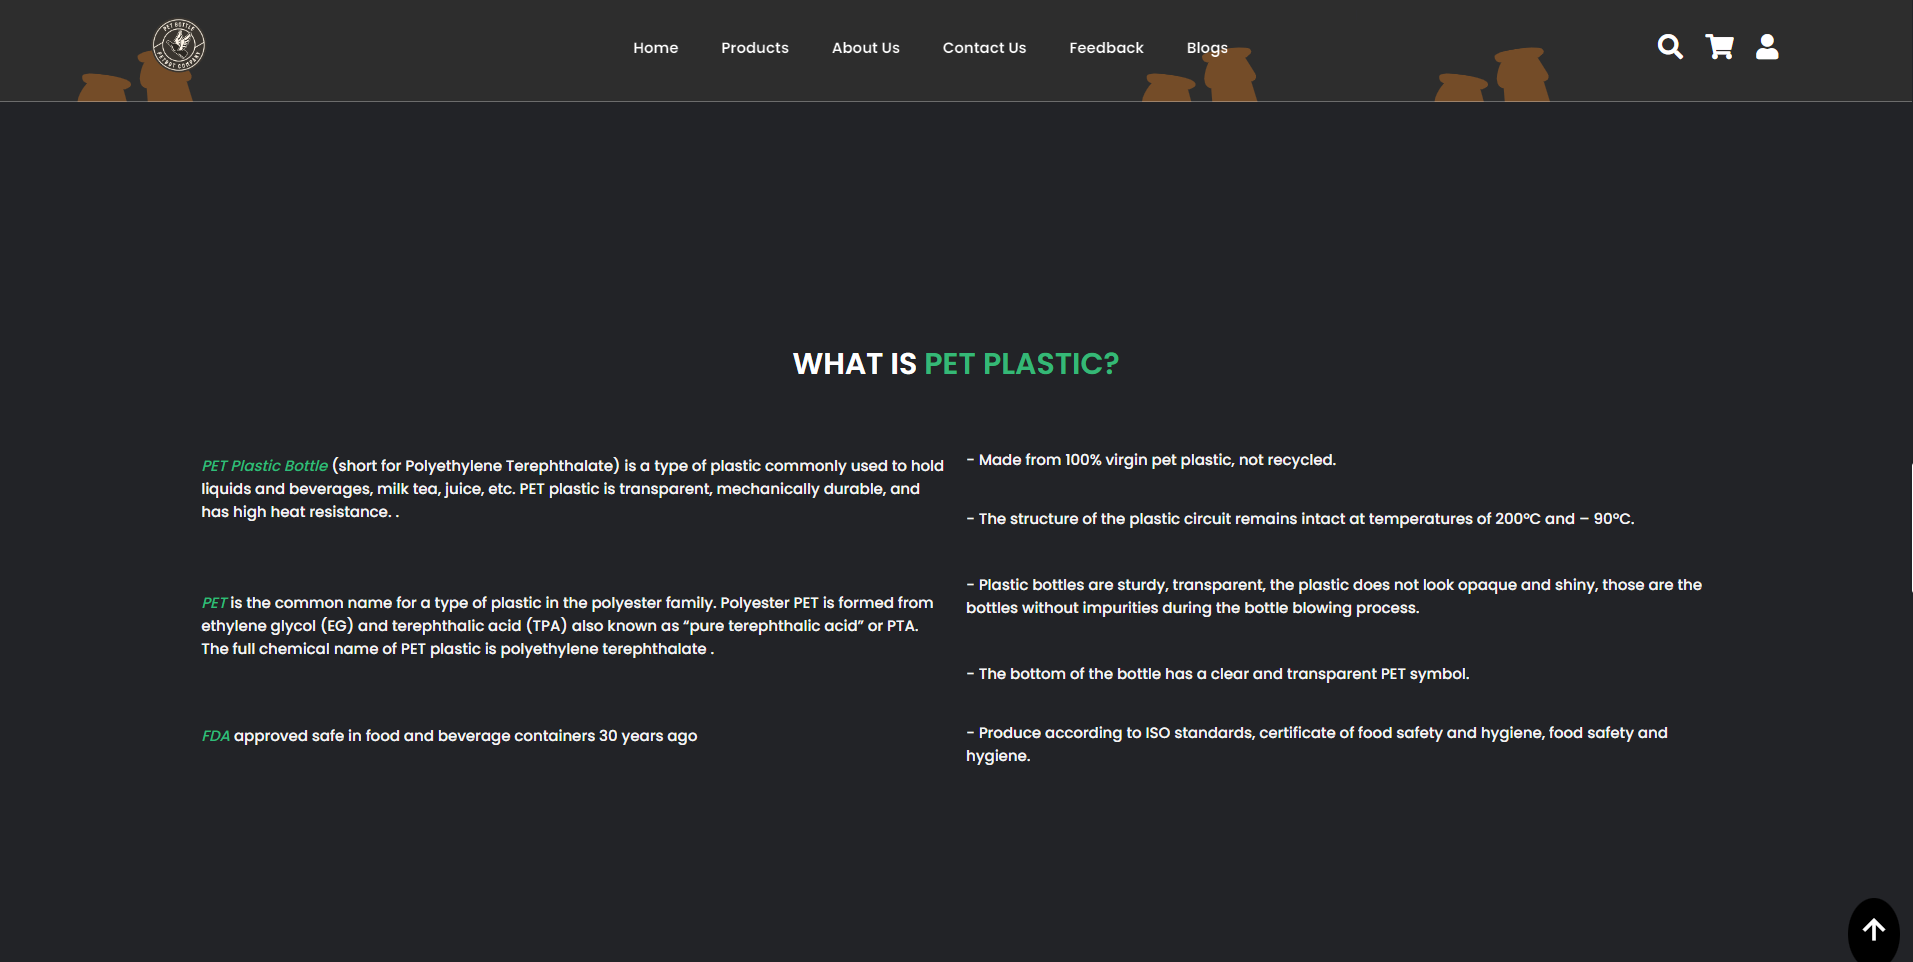 PET BOTTLE
PETBOT COMPANY
Home
Products
About Us
Contact Us
Feedback
Blogs
WHAT IS PET PLASTIC?
PET Plastic Bottle (short for Polyethylene Terephthalate) is a type of plastic commonly used to hold
liquids and beverages, milk tea, juice, etc. PET plastic is transparent, mechanically durable, and
has high heat resistance. .
PET is the common name for a type of plastic in the polyester family. Polyester PET is formed from
ethylene glycol (EG) and terephthalic acid (TPA) also known as “pure terephthalic acid” or PTA.
The full chemical name of PET plastic is polyethylene terephthalate .
FDA approved safe in food and beverage containers 30 years ago
- Made from 100% virgin pet plastic, not recycled.
- The structure of the plastic circuit remains intact at temperatures of 200°C and – 90°C.
- Plastic bottles are sturdy, transparent, the plastic does not look opaque and shiny, those are the
bottles without impurities during the bottle blowing process.
- The bottom of the bottle has a clear and transparent PET symbol.
- Produce according to ISO standards, certificate of food safety and hygiene, food safety and
hygiene.